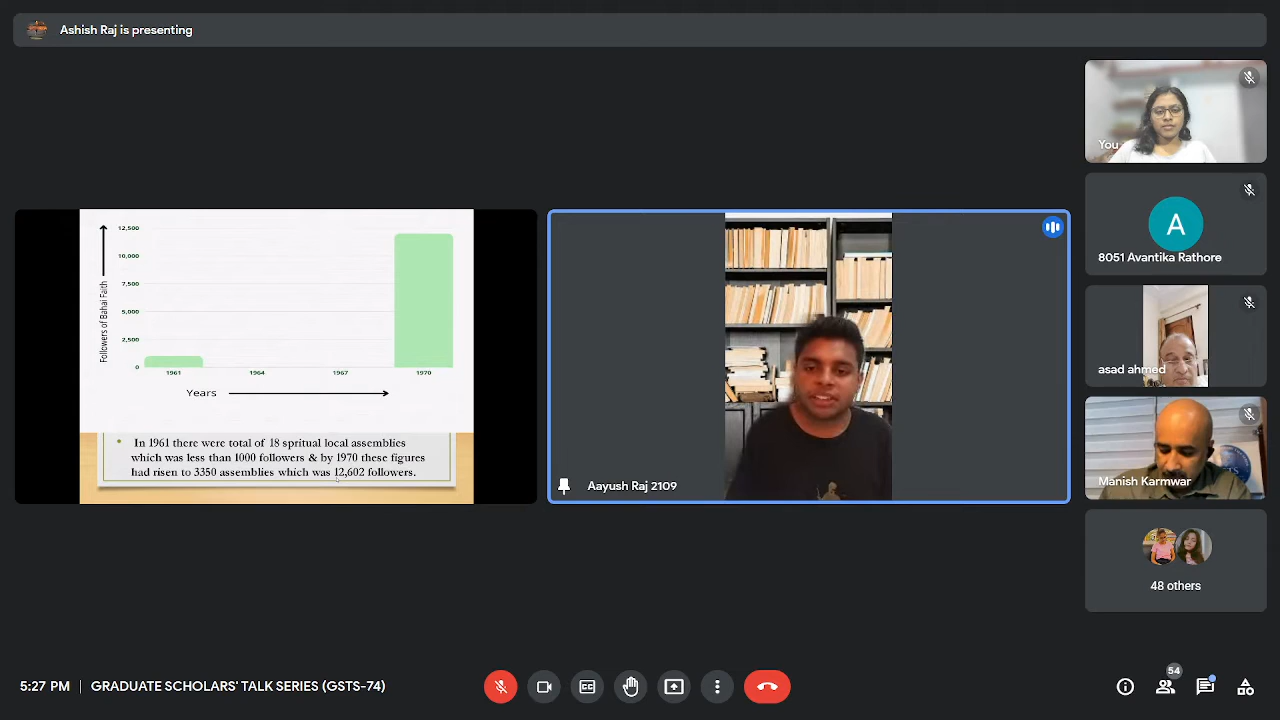 Ashish Raj is presenting
Followers of Bahai Faith
12,500
10,000
7,500
5,000
2,500
0
1961
1964
1967
1970
Years
In 1961 there were total of 18 spritual local assemblies
which was less than 1000 followers & by 1970 these figures
had risen to 3350 assemblies which was 12,602 followers.
Aayush Raj 2109
You
A
8051 Avantika Rathore
asad ahmed
Manish Karmwar
48 others
5:27 PM | GRADUATE SCHOLARS' TALK SERIES (GSTS-74)
CC
54